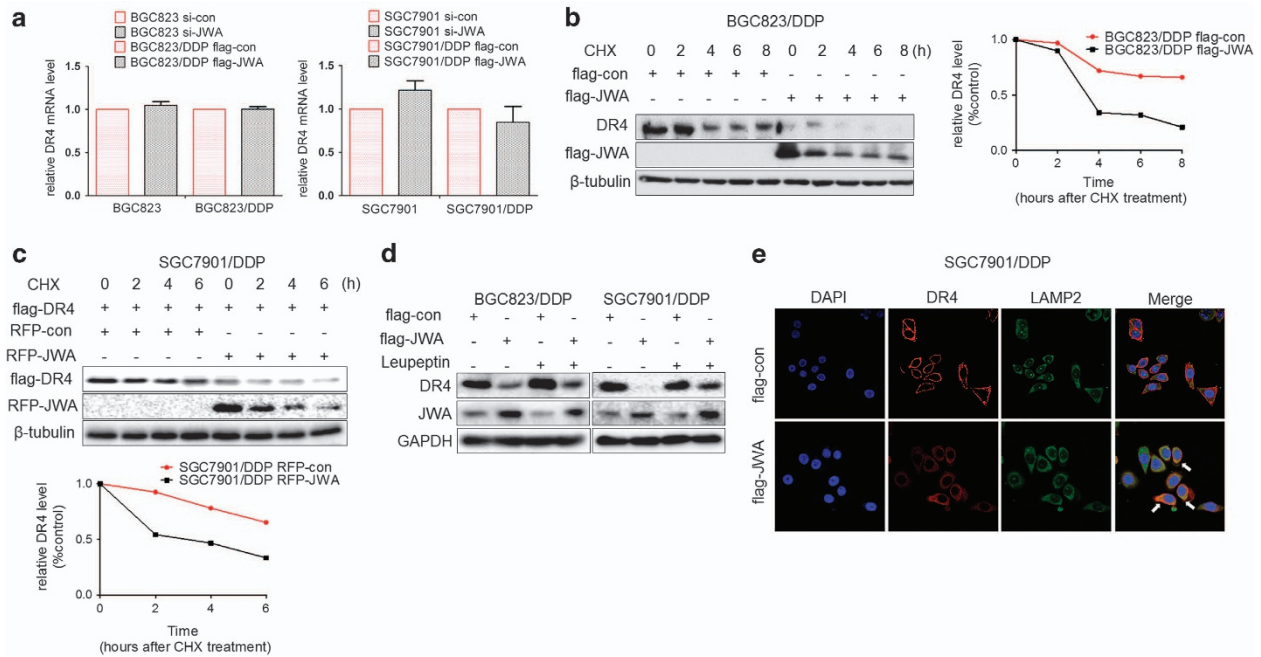 a
BGC823 si-con
BGC823 si-JWA
BGC823/DDP flag-con
BGC823/DDP flag-JWA
relative DR4 mRNA level
1.5
1.0
0.5
0.0
BGC823 BGC823/DDP
SGC7901 si-con
SGC7901 si-JWA
SGC7901/DDP flag-con
SGC7901/DDP flag-JWA
relative DR4 mRNA level
1.5
1.0
0.5
0.0
SGC7901 SGC7901/DDP
b
BGC823/DDP
CHX 0 2 4 6 8 0 2 4 6 8 (h)
flag-con + + + + + - - - - -
flag-JWA - - - - - + + + + +
DR4
flag-JWA
β-tubulin
BGC823/DDP flag-con
BGC823/DDP flag-JWA
relative DR4 level
(%control)
1.0
0.5
0.0
0 2 4 6 8
Time
(hours after CHX treatment)
c
SGC7901/DDP
CHX 0 2 4 6 0 2 4 6 (h)
flag-DR4 + + + + + + + +
RFP-con + + + + - - - -
RFP-JWA - - - - + + + +
flag-DR4
RFP-JWA
β-tubulin
SGC7901/DDP RFP-con
SGC7901/DDP RFP-JWA
relative DR4 level
(%control)
1.0
0.5
0.0
0 2 4 6
Time
(hours after CHX treatment)
d
BGC823/DDP SGC7901/DDP
flag-con + - + - + - + -
flag-JWA - + - + - + - +
Leupeptin - - + + - - + +
DR4
JWA
GAPDH
e
SGC7901/DDP
DAPI DR4 LAMP2 Merge
flag-con
flag-JWA